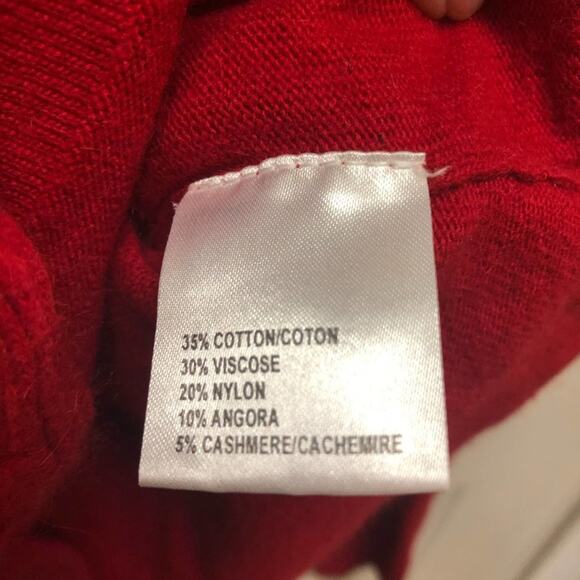 35% COTTON/COTON
30% VISCOSE
20% NYLON
10% ANGORA
5% CASHMERE/CACHEMIRE